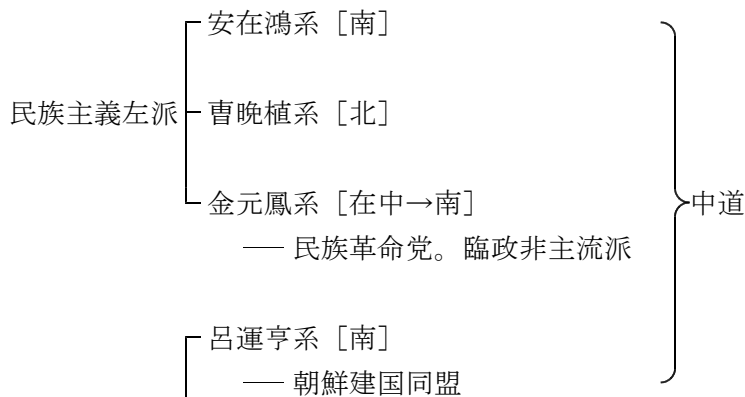 安在鴻系［南］
民族主義左派
曺晩植系［北］
金元鳳系［在中→南］
中道
── 民族革命党。臨政非主流派
呂運亨系［南］
── 朝鮮建国同盟